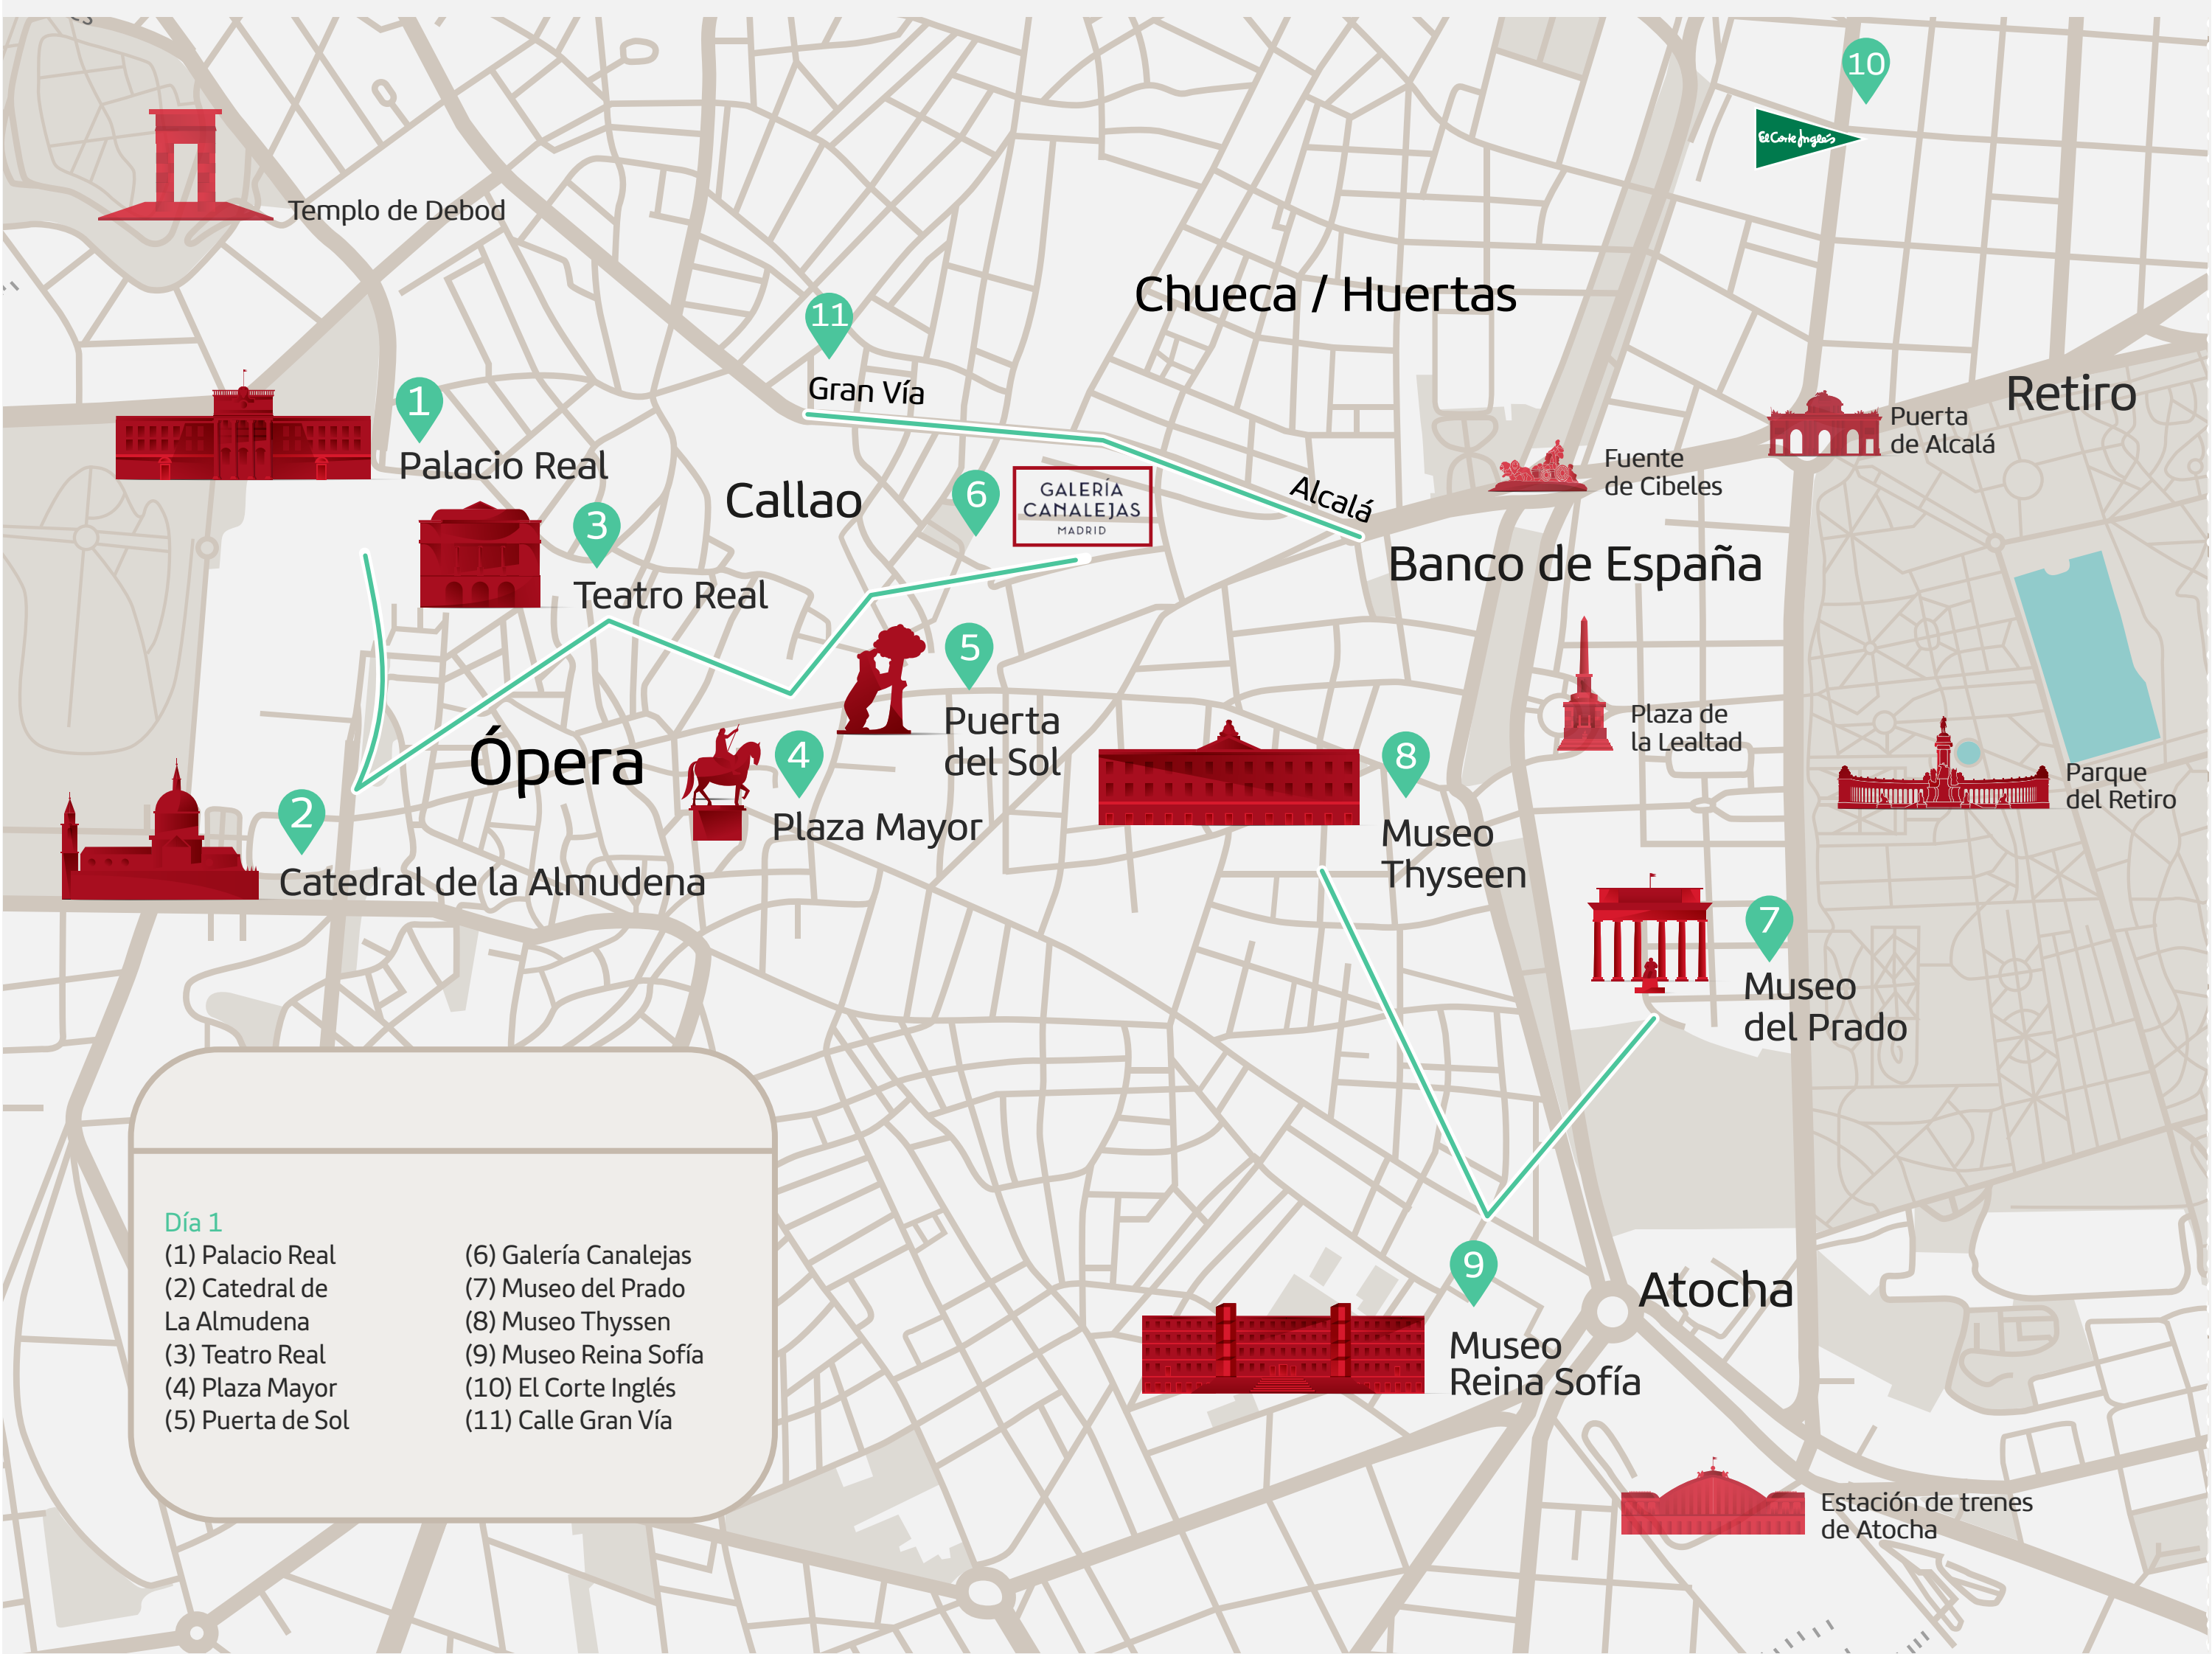 10
El Corte Inglés
Templo de Debod
Chueca / Huertas
11
Gran Vía
Retiro
Puerta
de Alcalá
1
Palacio Real
Fuente
de Cibeles
Callao
6
GALERÍA
CANALEJAS
MADRID
Alcalá
3
Teatro Real
Banco de España
5
Puerta
del Sol
Plaza de
la Lealtad
Ópera
4
Plaza Mayor
8
Museo
Thyseen
Parque
del Retiro
2
Catedral de la Almudena
7
Museo
del Prado
Día 1
(1) Palacio Real
(2) Catedral de
La Almudena
(3) Teatro Real
(4) Plaza Mayor
(5) Puerta de Sol
(6) Galería Canalejas
(7) Museo del Prado
(8) Museo Thyssen
(9) Museo Reina Sofía
(10) El Corte Inglés
(11) Calle Gran Vía
9
Atocha
Museo
Reina Sofía
Estación de trenes
de Atocha